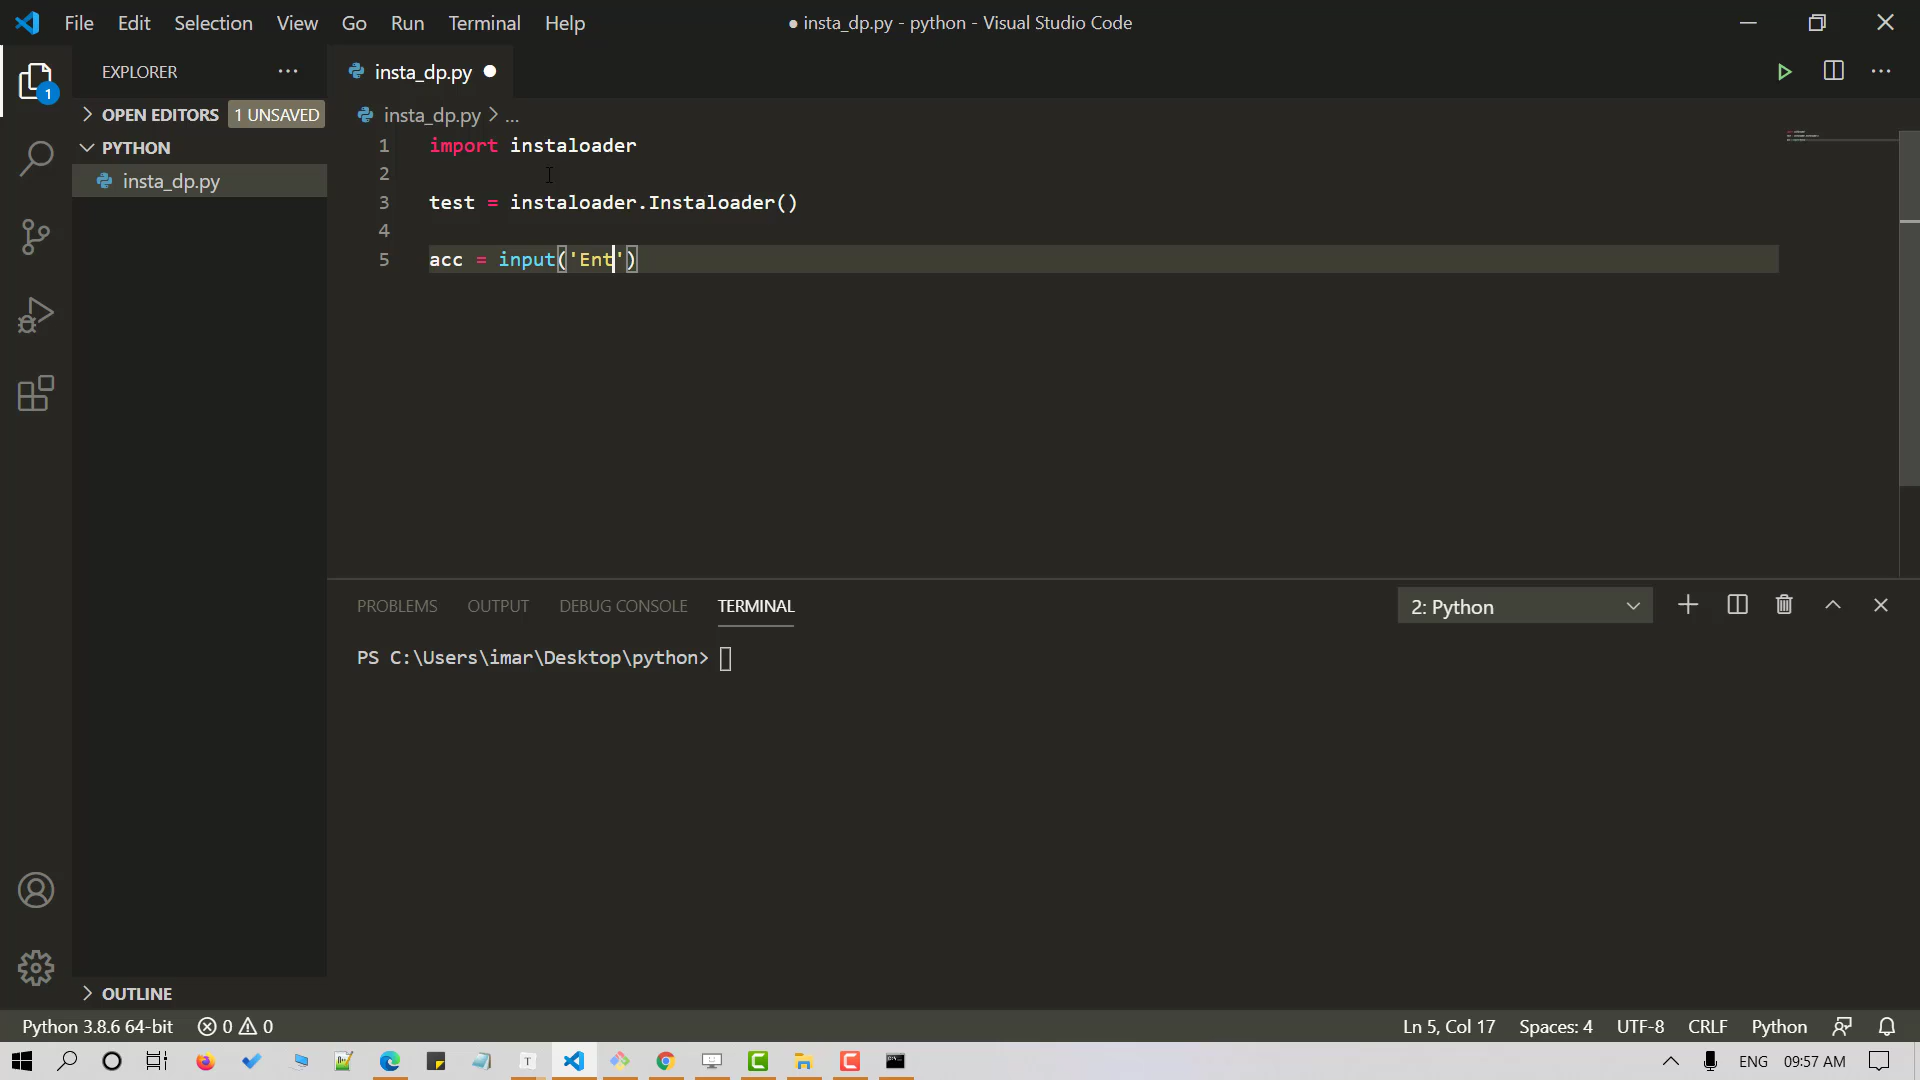 File Edit Selection View Go Run Terminal Help
● insta_dp.py - python - Visual Studio Code
EXPLORER
OPEN EDITORS 1 UNSAVED
PYTHON
insta_dp.py
OUTLINE
1
insta_dp.py
insta_dp.py > ...
1 import instaloader
2
3 test = instaloader.Instaloader()
4
5 acc = input('Ent')
PROBLEMS OUTPUT DEBUG CONSOLE TERMINAL
2: Python
PS C:\Users\imar\Desktop\python>
Python 3.8.6 64-bit 0 0
Ln 5, Col 17 Spaces: 4 UTF-8 CRLF Python
T
ENG 09:57 AM